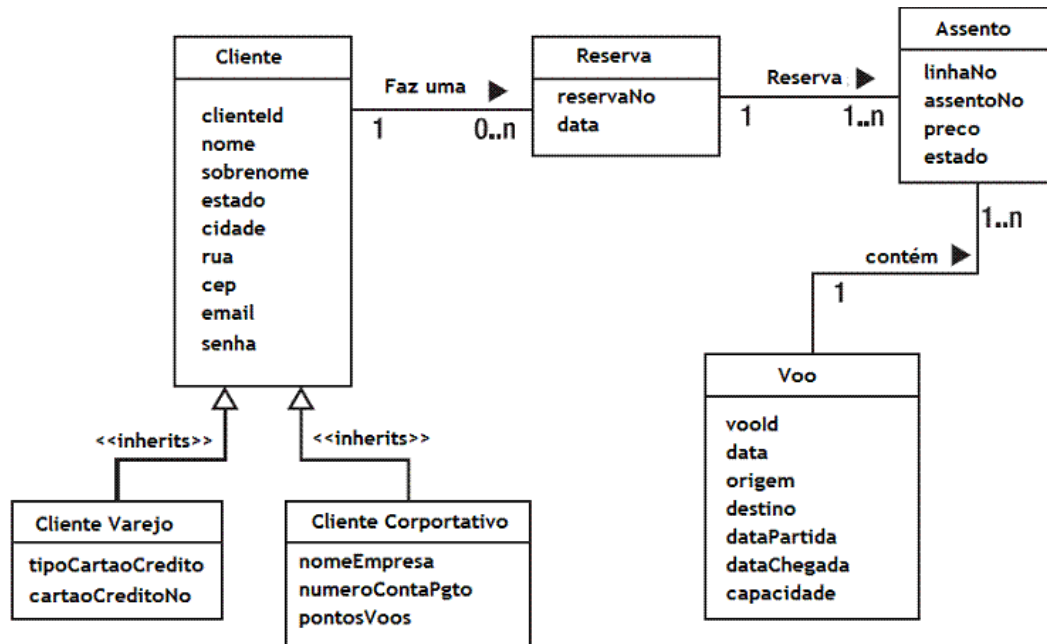 Cliente
clienteId
nome
sobrenome
estado
cidade
rua
cep
email
senha
Faz uma
1
0..n
Reserva
reservaNo
data
Reserva
1
1..n
Assento
linhaNo
assentoNo
preco
estado
1..n
contém
1
Voo
vooId
data
origem
destino
dataPartida
dataChegada
capacidade
<<inherits>>
<<inherits>>
Cliente Varejo
tipoCartaoCredito
cartaoCreditoNo
Cliente Corportativo
nomeEmpresa
numeroContaPgto
pontosVoos